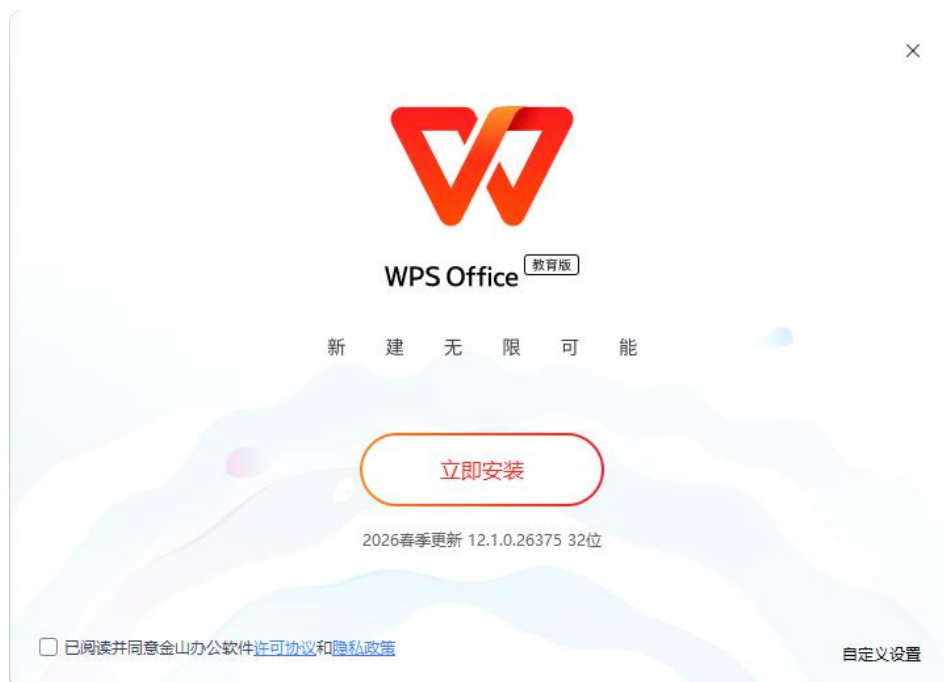 WPS Office 教育版
新建无限可能
立即安装
2026春季更新 12.1.0.26375 32位
已阅读并同意金山办公软件许可协议和隐私政策
自定义设置